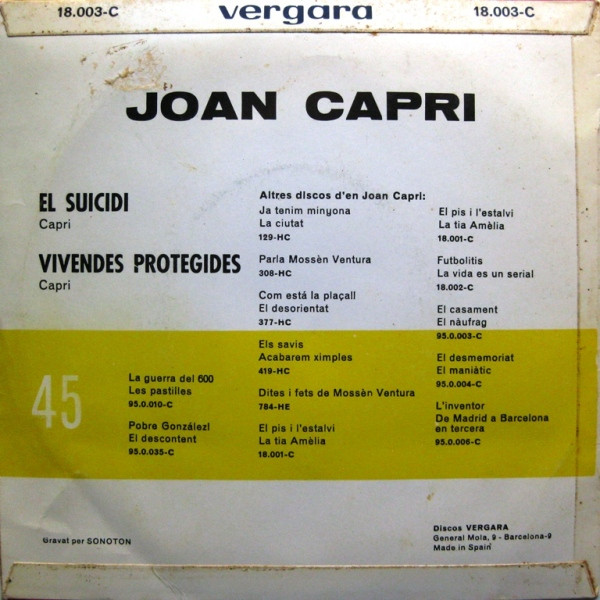 18.003-C
vergara
18.003-C
JOAN CAPRI
EL SUICIDI
Capri
VIVENDES PROTEGIDES
Capri
Altres discos d'en Joan Capri:
Ja tenim minyona
La ciutat
129-HC
Parla Mossèn Ventura
308-HC
Com está la plaçall
El desorientat
377-HC
Els savis
Acabarem ximples
419-HC
Dites i fets de Mossèn Ventura
784-HE
El pis i l'estalvi
La tia Amèlia
18.001-C
El pis i l'estalvi
La tia Amèlia
18.001-C
Futbolitis
La vida es un serial
18.002-C
El casament
El nàufrag
95.0.003-C
El desmemoriat
El maniàtic
95.0.004-C
L'inventor
De Madrid a Barcelona
en tercera
95.0.006-C
45
La guerra del 600
Les pastilles
95.0.010-C
Pobre González!
El descontent
95.0.035-C
Gravat per SONOTON
Discos VERGARA
General Mola, 9 - Barcelona-9
Made in Spain